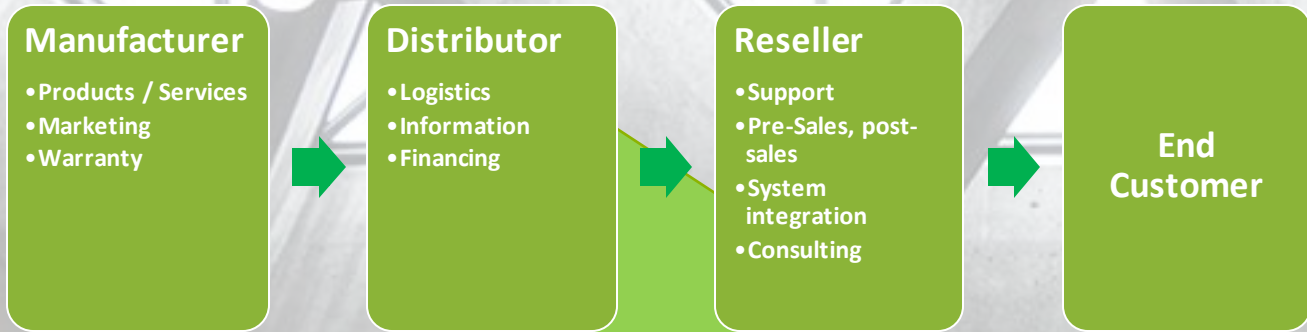 Manufacturer
•Products / Services
•Marketing
•Warranty
Distributor
•Logistics
•Information
•Financing
Reseller
•Support
•Pre-Sales, post-
sales
•System
integration
•Consulting
End
Customer